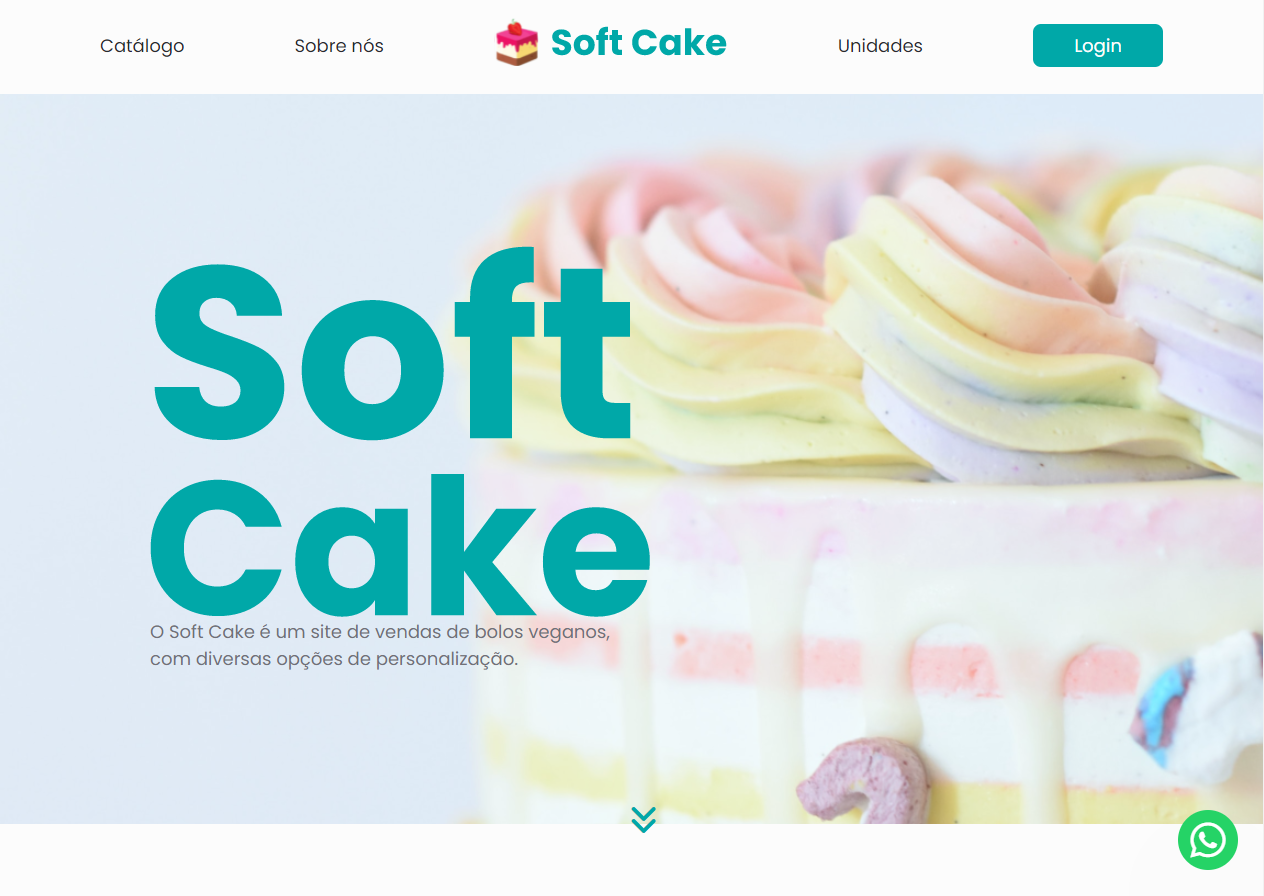 Catálogo
Sobre nós
Soft Cake
Unidades
Login
Soft
Cake
O Soft Cake é um site de vendas de bolos veganos,
com diversas opções de personalização.